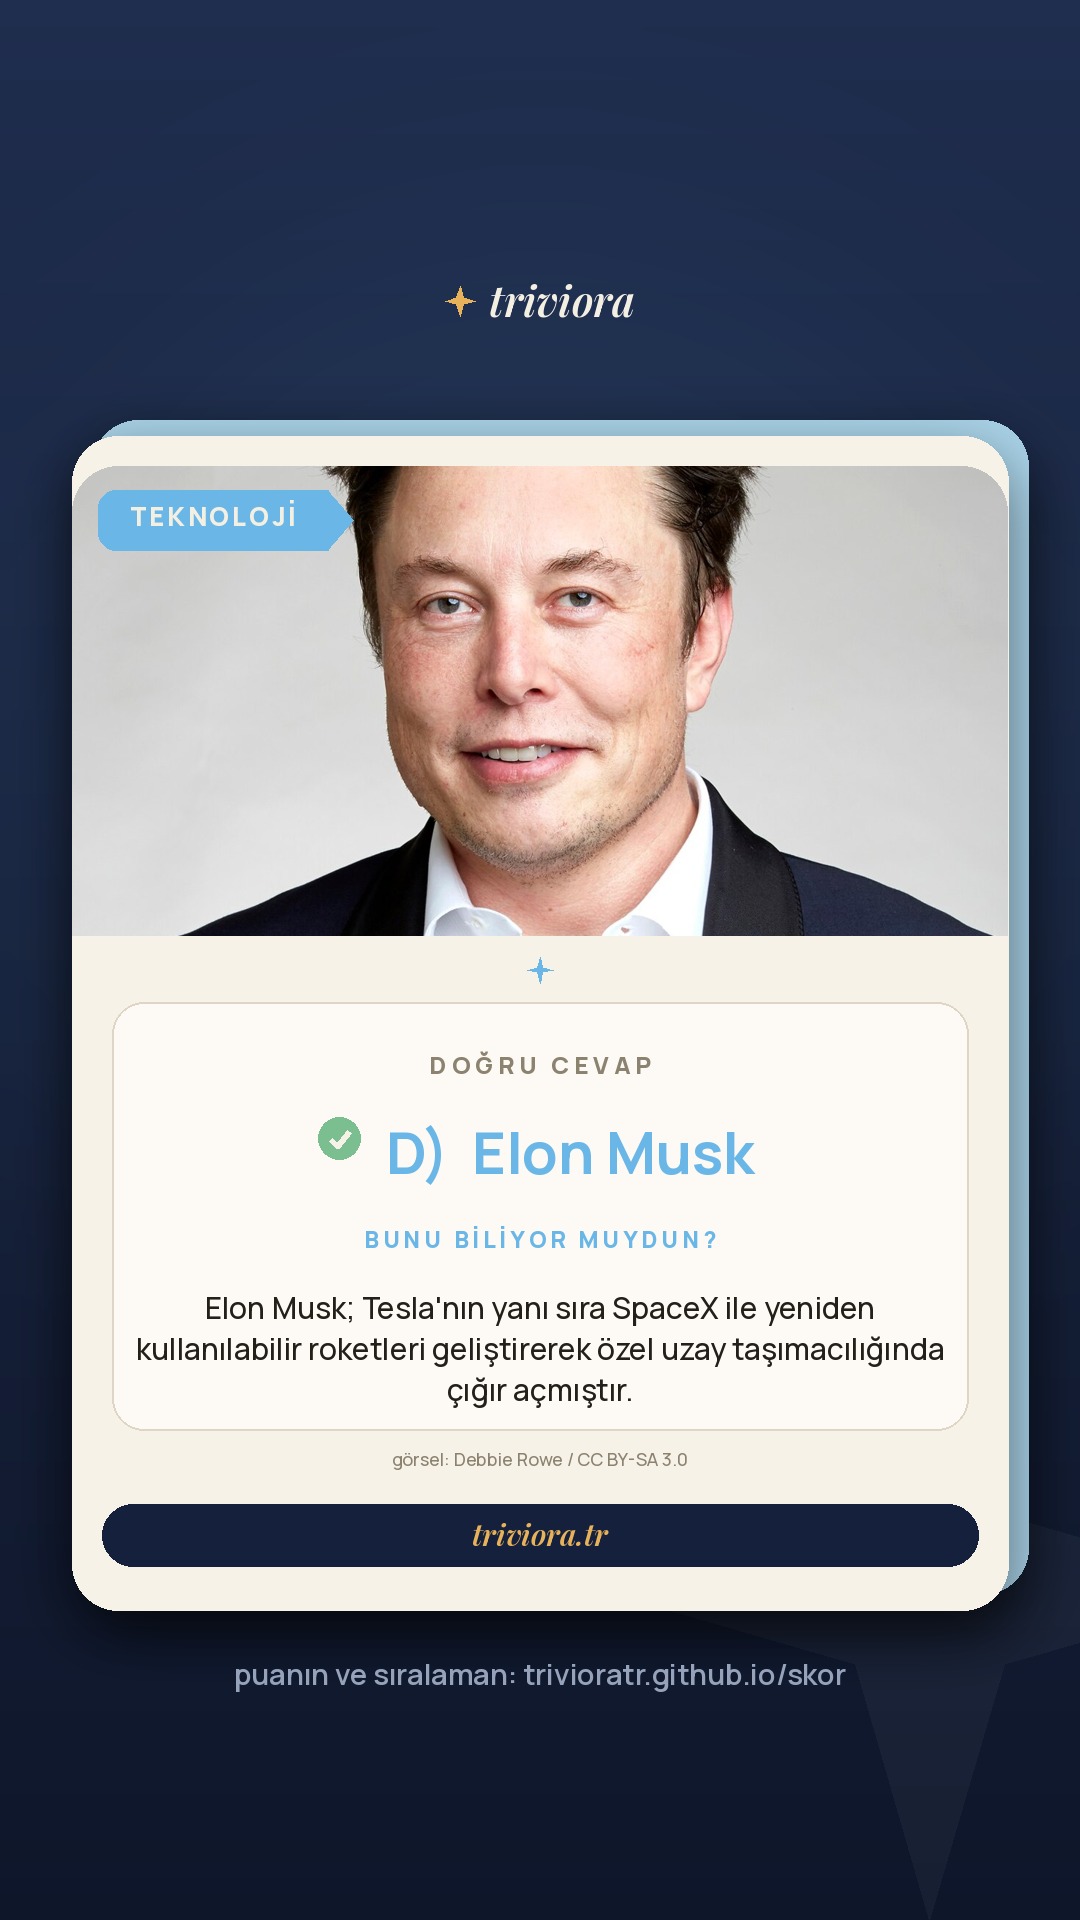 triviora
TEKNOLOJİ
DOĞRU CEVAP
D) Elon Musk
BUNU BİLİYOR MUYDUN?
Elon Musk; Tesla'nın yanı sıra SpaceX ile yeniden
kullanılabilir roketleri geliştirerek özel uzay taşımacılığında
çığır açmıştır.
görsel: Debbie Rowe / CC BY-SA 3.0
triviora.tr
puanın ve sıralaman: trivioratr.github.io/skor